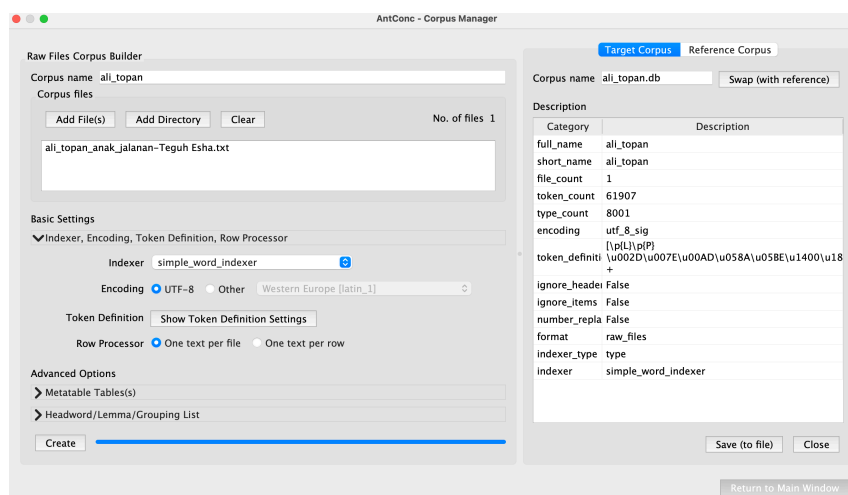 AntConc - Corpus Manager
Raw Files Corpus Builder
Corpus name ali_topan
Corpus files
Add File(s) Add Directory Clear No. of files 1
ali_topan_anak_jalanan-Teguh Esha.txt
Basic Settings
Indexer, Encoding, Token Definition, Row Processor
Indexer simple_word_indexer
Encoding UTF-8 Other Western Europe [latin_1]
Token Definition Show Token Definition Settings
Row Processor One text per file One text per row
Advanced Options
Metatable Tables(s)
Headword/Lemma/Grouping List
Create
Target Corpus Reference Corpus
Corpus name ali_topan.db Swap (with reference)
Description
Category Description
full_name ali_topan
short_name ali_topan
file_count 1
token_count 61907
type_count 8001
encoding utf_8_sig
[\p{L}\p{P}
token_definiti \u002D\u007E\u00AD\u058A\u05BE\u1400\u18
+
ignore_header False
ignore_items False
number_repla False
format raw_files
indexer_type type
indexer simple_word_indexer
Save (to file) Close
Return to Main Window